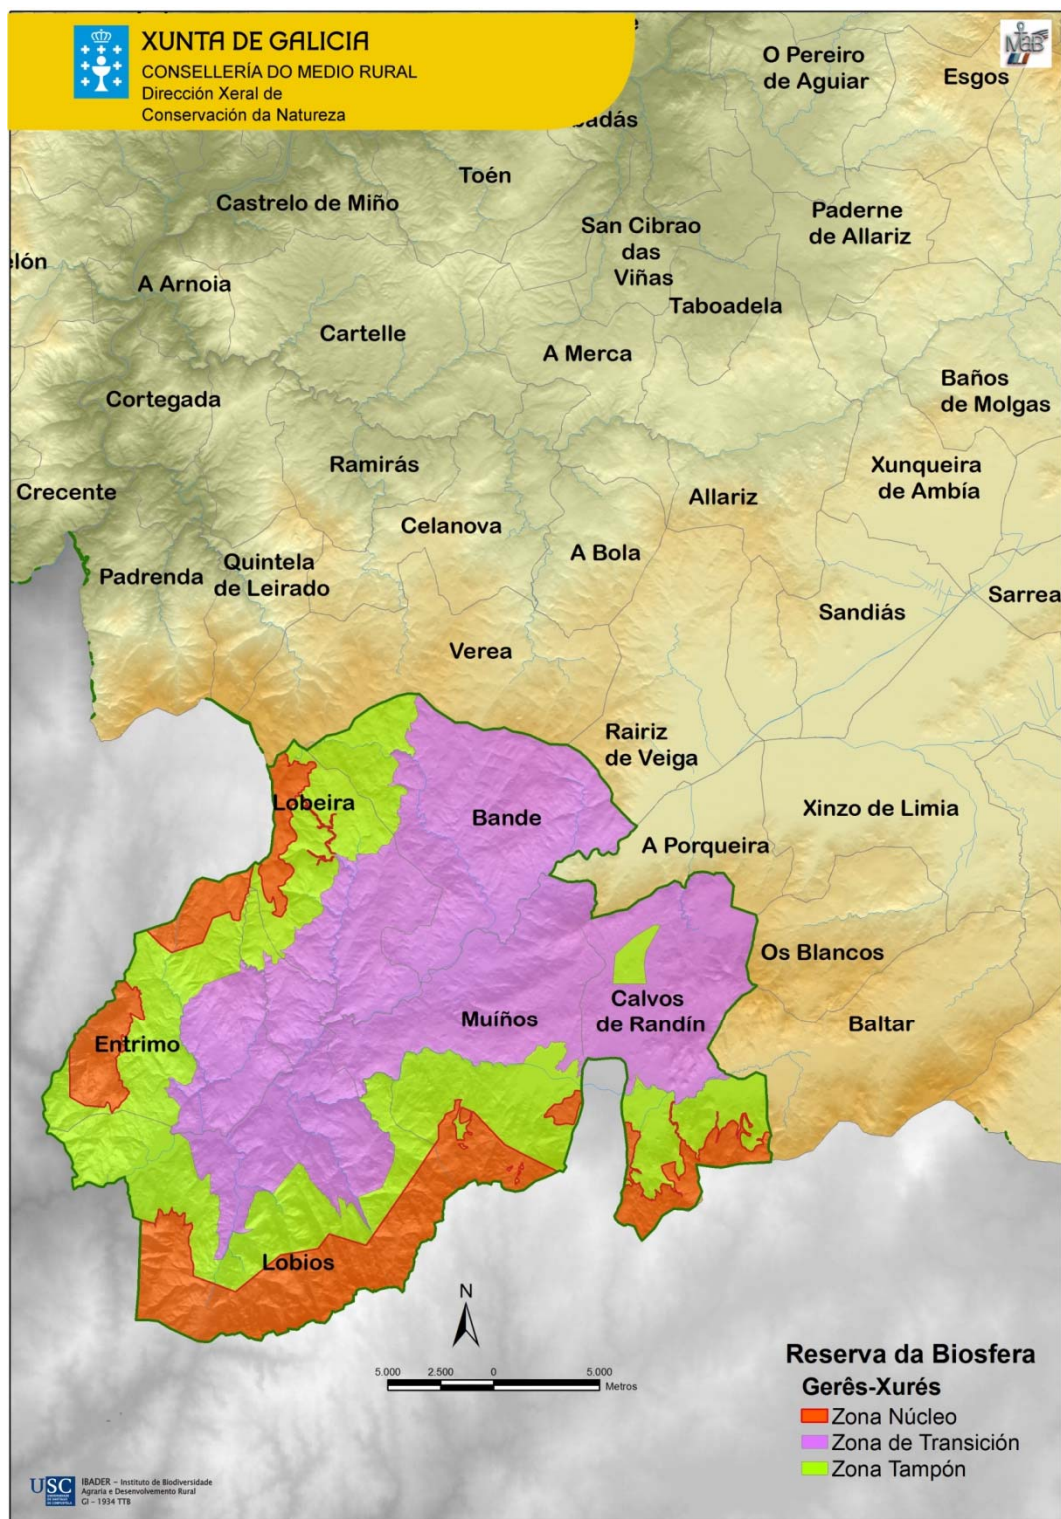 XUNTA DE GALICIA
CONSELLERÍA DO MEDIO RURAL
Dirección Xeral de
Conservación da Natureza
MaB
O Pereiro
de Aguiar
Esgos
badás
Toén
Castrelo de Miño
San Cibrao
das
Viñas
Paderne
de Allariz
elón
A Arnoia
Taboadela
Cartelle
A Merca
Baños
de Molgas
Cortegada
Ramirás
Xunqueira
de Ambía
Crecente
Allariz
Celanova
A Bola
Quintela
de Leirado
Padrenda
Sandiás
Sarrea
Verea
Rairiz
de Veiga
Lobeira
Bande
Xinzo de Limia
A Porqueira
Os Blancos
Calvos
de Randín
Muíños
Baltar
Entrimo
Lobios
N
5.000 2.500 0 5.000
Metros
Reserva da Biosfera
Gerês-Xurés
Zona Núcleo
Zona de Transición
Zona Tampón
USC
IBADER - Instituto de Biodiversidade
Agraria e Desenvolvemento Rural
GI - 1934 TTB